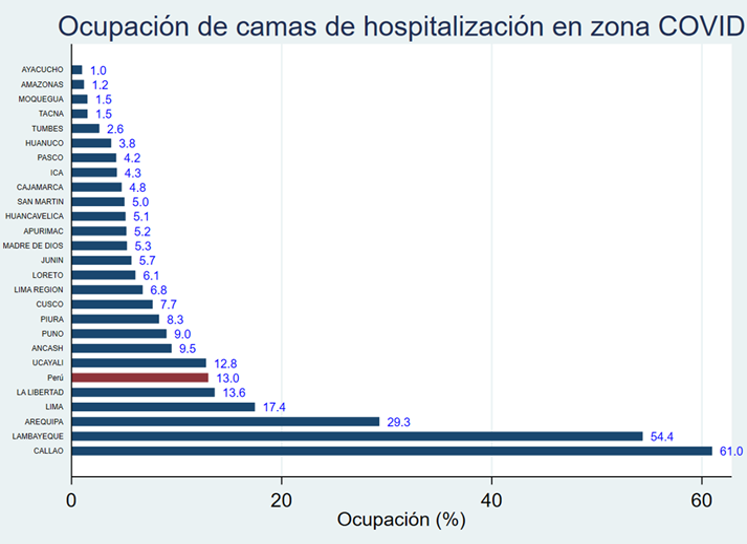 Ocupación de camas de hospitalización en zona COVID
AYACUCHO 1.0
AMAZONAS 1.2
MOQUEGUA 1.5
TACNA 1.5
TUMBES 2.6
HUANUCO 3.8
PASCO 4.2
ICA 4.3
CAJAMARCA 4.8
SAN MARTIN 5.0
HUANCAVELICA 5.1
APURIMAC 5.2
MADRE DE DIOS 5.3
JUNIN 5.7
LORETO 6.1
LIMA REGION 6.8
CUSCO 7.7
PIURA 8.3
PUNO 9.0
ANCASH 9.5
UCAYALI 12.8
Perú 13.0
LA LIBERTAD 13.6
LIMA 17.4
AREQUIPA 29.3
LAMBAYEQUE 54.4
CALLAO 61.0
0 20 40 60
Ocupación (%)